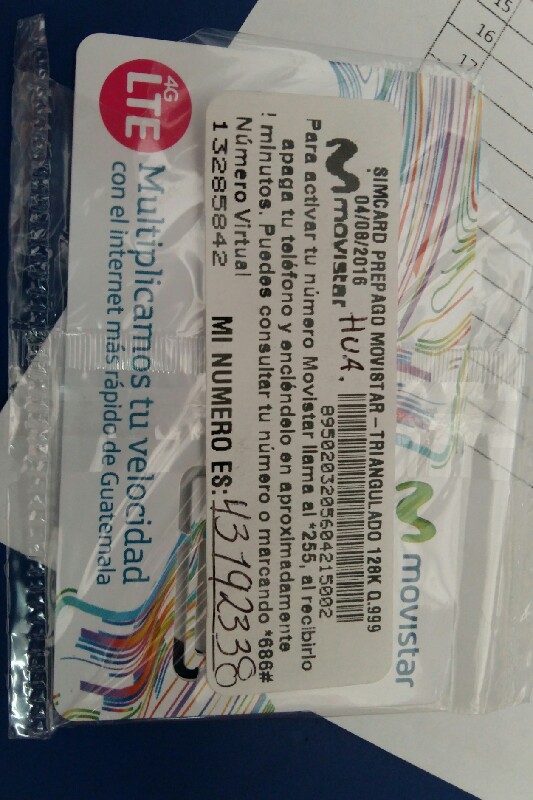 SIMCARD PREPAGO MOVISTAR - TRIANGULADO 128K Q.999
04/08/2016
movistar
HUA.
8950203205604215002
Para activar tu número Movistar llama al *255, al recibirlo
apaga tu teléfono y enciéndelo en aproximadamente
! minutos. Puedes consultar tu número o marcando *686#
Número Virtual
13285842
MI NUMERO ES: 43192338
movistar
4G
LTE
Multiplicamos tu velocidad
con el internet más rápido de Guatemala
15
16
17